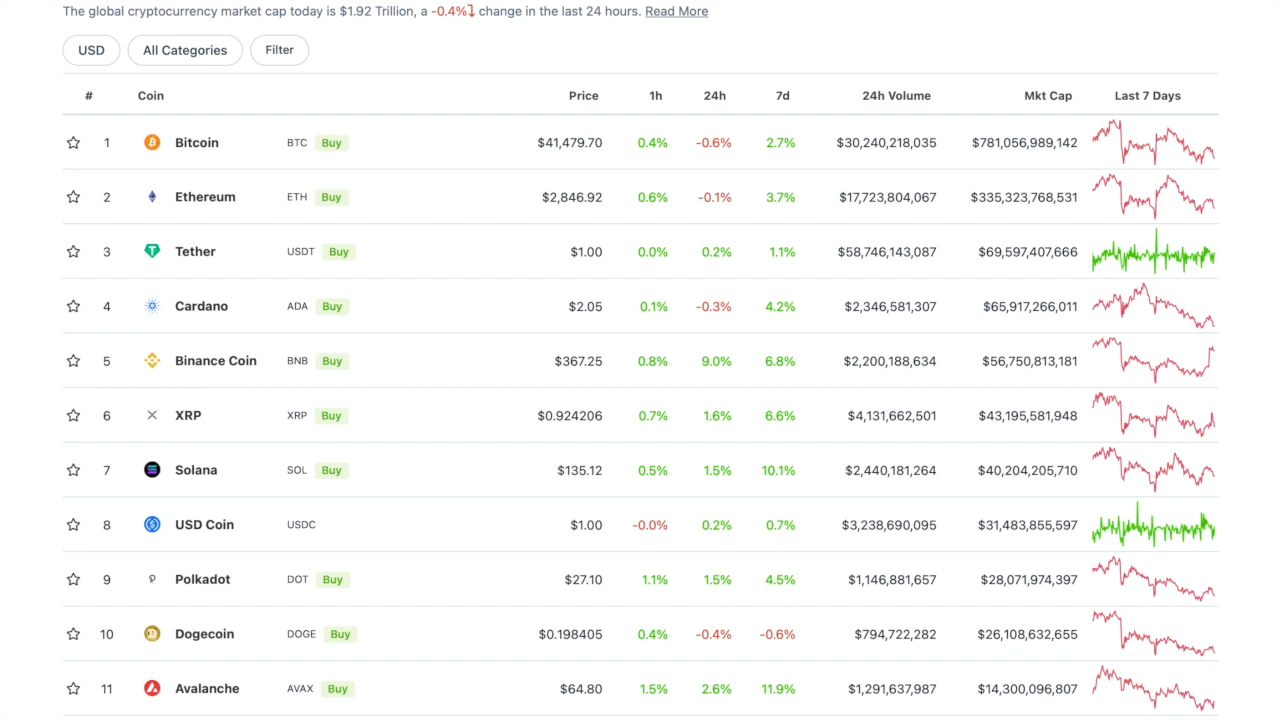 The global cryptocurrency market cap today is $1.92 Trillion, a -0.4% change in the last 24 hours. Read More
USD All Categories Filter
# Coin Price 1h 24h 7d 24h Volume Mkt Cap Last 7 Days
1 Bitcoin BTC Buy $41,479.70 0.4% -0.6% 2.7% $30,240,218,035 $781,056,989,142
2 Ethereum ETH Buy $2,846.92 0.6% -0.1% 3.7% $17,723,804,067 $335,323,768,531
3 Tether USDT Buy $1.00 0.0% 0.2% 1.1% $58,746,143,087 $69,597,407,666
4 Cardano ADA Buy $2.05 0.1% -0.3% 4.2% $2,346,581,307 $65,917,266,011
5 Binance Coin BNB Buy $367.25 0.8% 9.0% 6.8% $2,200,188,634 $56,750,813,181
6 XRP XRP Buy $0.924206 0.7% 1.6% 6.6% $4,131,662,501 $43,195,581,948
7 Solana SOL Buy $135.12 0.5% 1.5% 10.1% $2,440,181,264 $40,204,205,710
8 USD Coin USDC $1.00 -0.0% 0.2% 0.7% $3,238,690,095 $31,483,855,597
9 Polkadot DOT Buy $27.10 1.1% 1.5% 4.5% $1,146,881,657 $28,071,974,397
10 Dogecoin DOGE Buy $0.198405 0.4% -0.4% -0.6% $794,722,282 $26,108,632,655
11 Avalanche AVAX Buy $64.80 1.5% 2.6% 11.9% $1,291,637,987 $14,300,096,807